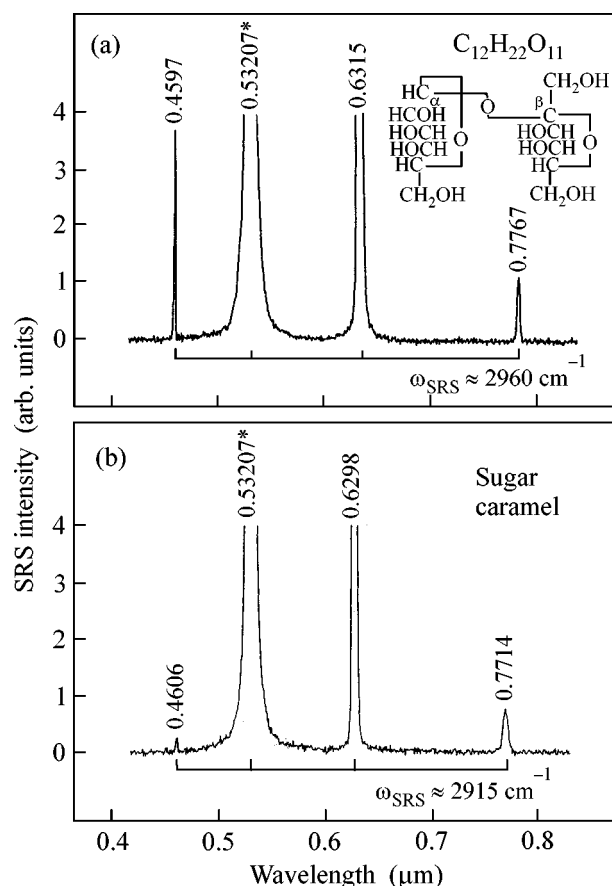 (a)
C12H22O11
0.4597
0.53207*
0.6315
0.7767
HCα
O
β
CH2OH
C
HCOH
HOCH
HOCH
HC
O
CH2OH
HOCH
HOCH
HC
O
CH2OH
4
3
2
1
0
ωSRS ≈ 2960 cm−1
SRS intensity (arb. units)
(b)
Sugar
caramel
0.4606
0.53207*
0.6298
0.7714
4
3
2
1
0
ωSRS ≈ 2915 cm−1
0.4 0.5 0.6 0.7 0.8
Wavelength (μm)